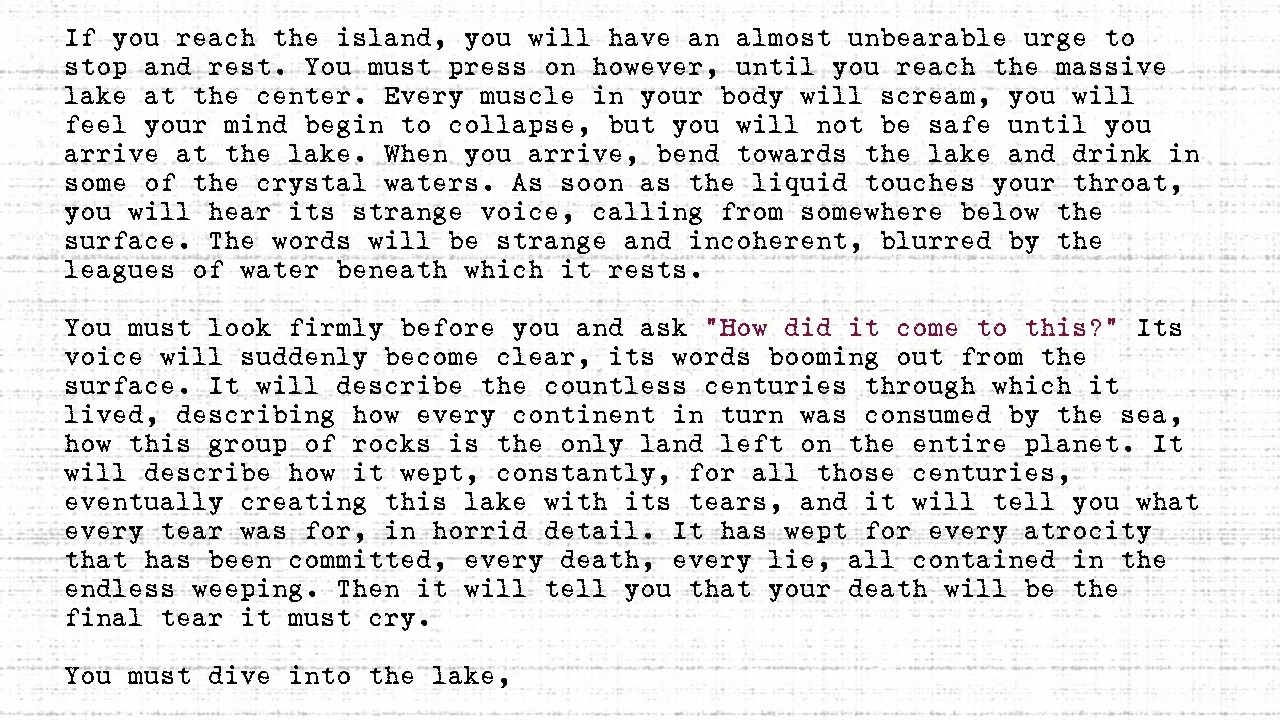 If you reach the island, you will have an almost unbearable urge to
stop and rest. You must press on however, until you reach the massive
lake at the center. Every muscle in your body will scream, you will
feel your mind begin to collapse, but you will not be safe until you
arrive at the lake. When you arrive, bend towards the lake and drink in
some of the crystal waters. As soon as the liquid touches your throat,
you will hear its strange voice, calling from somewhere below the
surface. The words will be strange and incoherent, blurred by the
leagues of water beneath which it rests.
You must look firmly before you and ask "How did it come to this?" Its
voice will suddenly become clear, its words booming out from the
surface. It will describe the countless centuries through which it
lived, describing how every continent in turn was consumed by the sea,
how this group of rocks is the only land left on the entire planet. It
will describe how it wept, constantly, for all those centuries,
eventually creating this lake with its tears, and it will tell you what
every tear was for, in horrid detail. It has wept for every atrocity
that has been committed, every death, every lie, all contained in the
endless weeping. Then it will tell you that your death will be the
final tear it must cry.
You must dive into the lake,